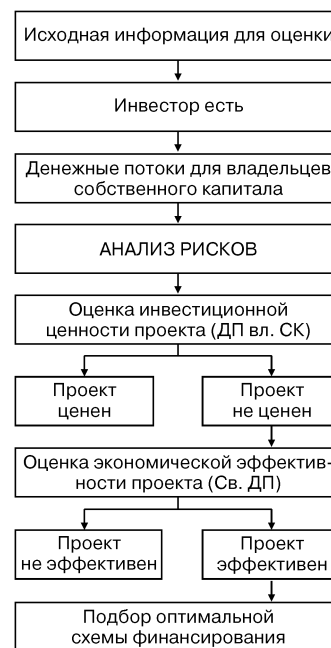 Исходная информация для оценки
Инвестор есть
Денежные потоки для владельцев
собственного капитала
АНАЛИЗ РИСКОВ
Оценка инвестиционной
ценности проекта (ДП вл. СК)
Проект
ценен
Проект
не ценен
Оценка экономической эффектив-
ности проекта (Св. ДП)
Проект
не эффективен
Проект
эффективен
Подбор оптимальной
схемы финансирования